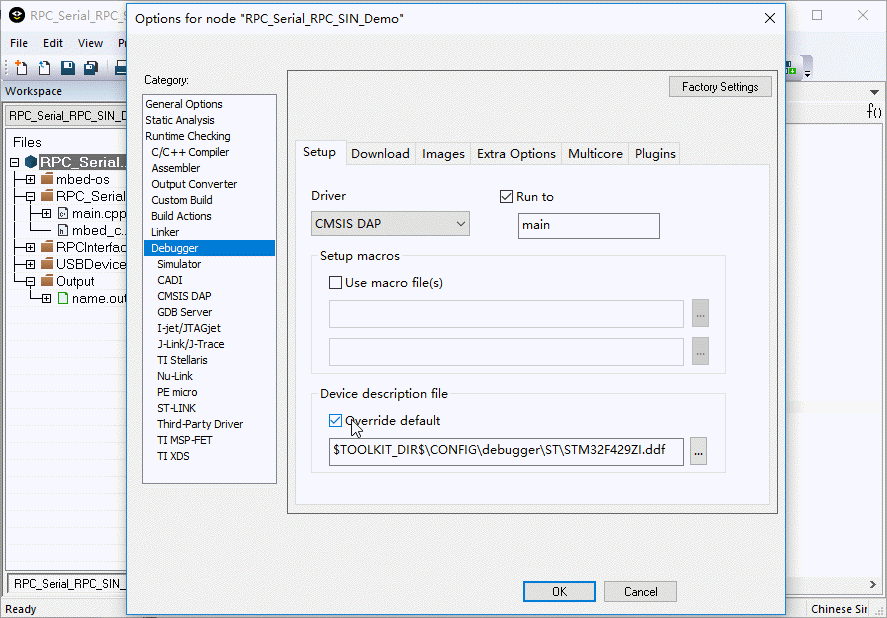 RPC_Serial_RPC_S
Options for node "RPC_Serial_RPC_SIN_Demo"
File Edit View P
Workspace
RPC_Serial_RPC_SIN_D
Files
RPC_Serial...
mbed-os
RPC_Serial
main.cpp
mbed_c..
RPCInterfac
USBDevice
Output
name.out
RPC_Serial_RPC_SIN_
Ready
Category:
General Options
Static Analysis
Runtime Checking
C/C++ Compiler
Assembler
Output Converter
Custom Build
Build Actions
Linker
Debugger
Simulator
CADI
CMSIS DAP
GDB Server
I-jet/JTAGjet
J-Link/J-Trace
TI Stellaris
Nu-Link
PE micro
ST-LINK
Third-Party Driver
TI MSP-FET
TI XDS
Factory Settings
Setup Download Images Extra Options Multicore Plugins
Driver
CMSIS DAP
Run to
main
Setup macros
Use macro file(s)
...
...
Device description file
Override default
$TOOLKIT_DIR$\CONFIG\debugger\ST\STM32F429ZI.ddf
...
OK Cancel
f()
Chinese Sir